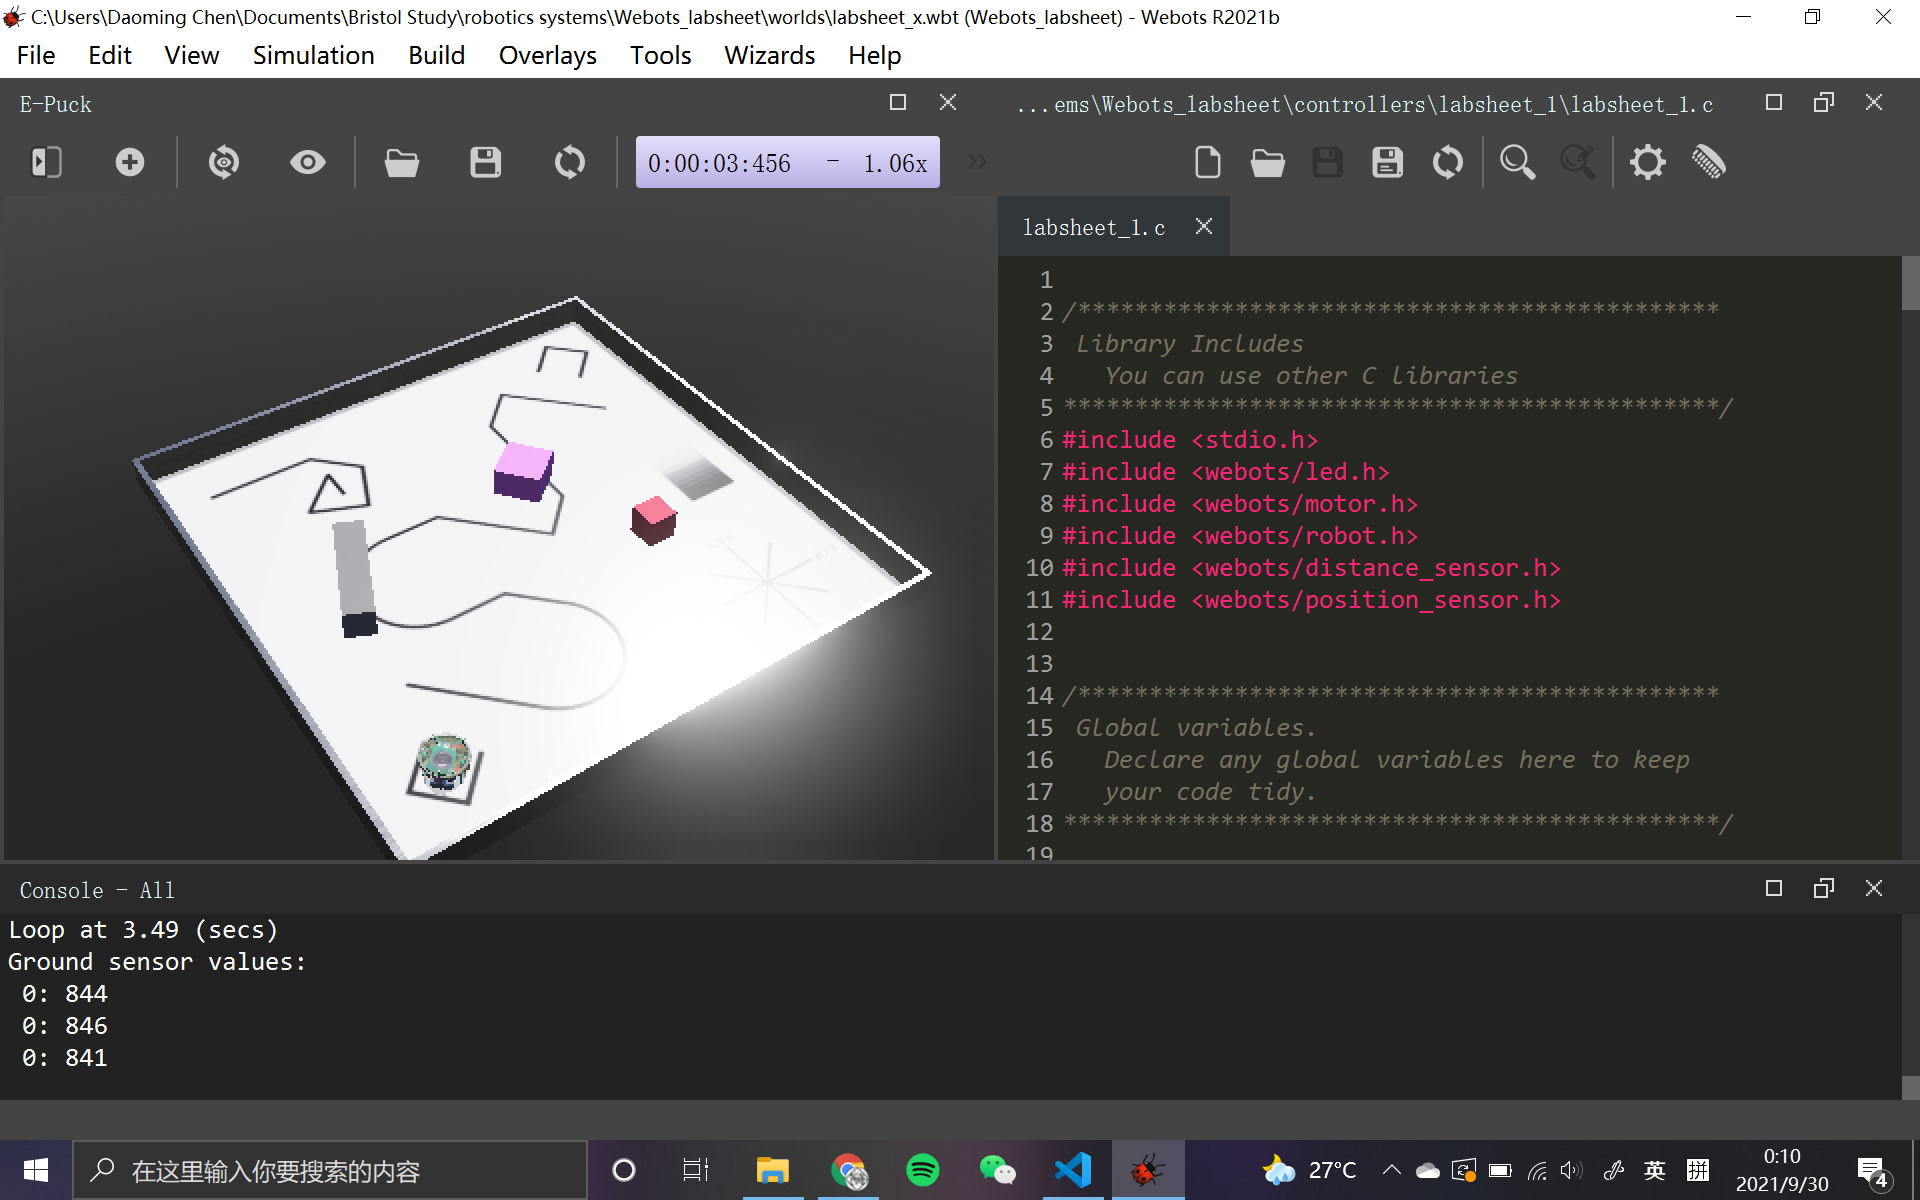 C:\Users\Daoming Chen\Documents\Bristol Study\robotics systems\Webots_labsheet\worlds\labsheet_x.wbt (Webots_labsheet) - Webots R2021b
File Edit View Simulation Build Overlays Tools Wizards Help
E-Puck
...ems\Webots_labsheet\controllers\labsheet_1\labsheet_1.c
0:00:03:456 - 1.06x
labsheet_1.c
1
2 /*********************************************
3 Library Includes
4 You can use other C libraries
5 **********************************************/
6 #include <stdio.h>
7 #include <webots/led.h>
8 #include <webots/motor.h>
9 #include <webots/robot.h>
10 #include <webots/distance_sensor.h>
11 #include <webots/position_sensor.h>
12
13
14 /*********************************************
15 Global variables.
16 Declare any global variables here to keep
17 your code tidy.
18 **********************************************/
19
Console - All
Loop at 3.49 (secs)
Ground sensor values:
0: 844
0: 846
0: 841
在这里输入你要搜索的内容
27°C
英
拼
0:10
2021/9/30
4